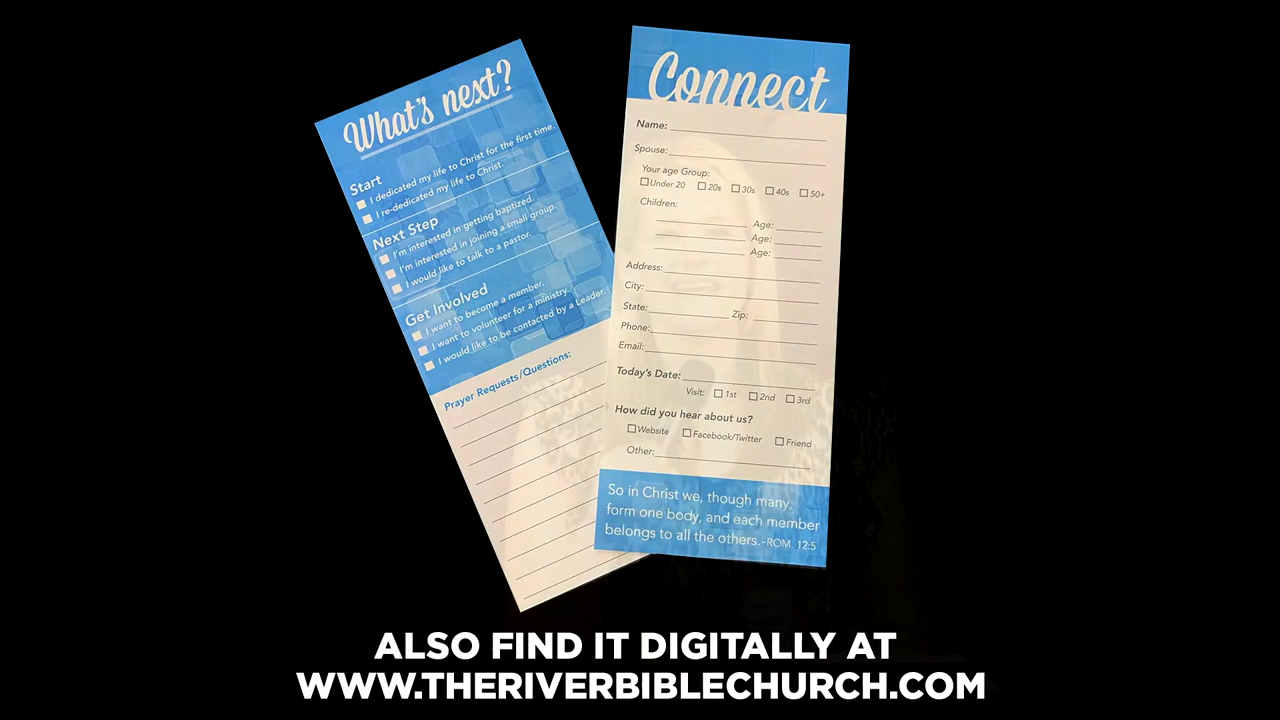 What's next?
Start
I dedicated my life to Christ for the first time.
I re-dedicated my life to Christ.
Next Step
I'm interested in getting baptized.
I'm interested in joining a small group.
I would like to talk to a pastor.
Get Involved
I want to become a member.
I want to volunteer for a ministry.
I would like to be contacted by a Leader.
Prayer Requests/Questions:
Connect
Name:
Spouse:
Your age Group:
Under 20 20s 30s 40s 50+
Children:
Age:
Age:
Age:
Address:
City:
State: Zip:
Phone:
Email:
Today's Date:
Visit: 1st 2nd 3rd
How did you hear about us?
Website Facebook/Twitter Friend
Other:
So in Christ we, though many,
form one body, and each member
belongs to all the others.-ROM. 12:5
ALSO FIND IT DIGITALLY AT
WWW.THERIVERBIBLECHURCH.COM